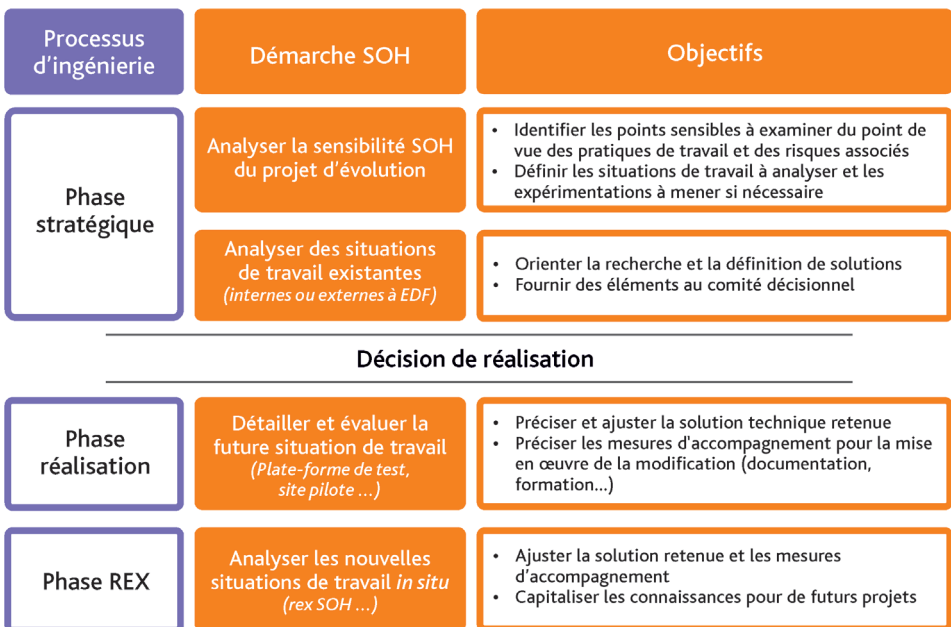 Processus
d’ingénierie
Démarche SOH
Objectifs
Phase
stratégique
Analyser la sensibilité SOH
du projet d’évolution
• Identifier les points sensibles à examiner du point de
vue des pratiques de travail et des risques associés
• Définir les situations de travail à analyser et les
expérimentations à mener si nécessaire
Analyser des situations
de travail existantes
(internes ou externes à EDF)
• Orienter la recherche et la définition de solutions
• Fournir des éléments au comité décisionnel
Décision de réalisation
Phase
réalisation
Détailler et évaluer la
future situation de travail
(Plate-forme de test,
site pilote ...)
• Préciser et ajuster la solution technique retenue
• Préciser les mesures d'accompagnement pour la mise
en œuvre de la modification (documentation,
formation...)
Phase REX
Analyser les nouvelles
situations de travail in situ
(rex SOH ...)
• Ajuster la solution retenue et les mesures
d’accompagnement
• Capitaliser les connaissances pour de futurs projets